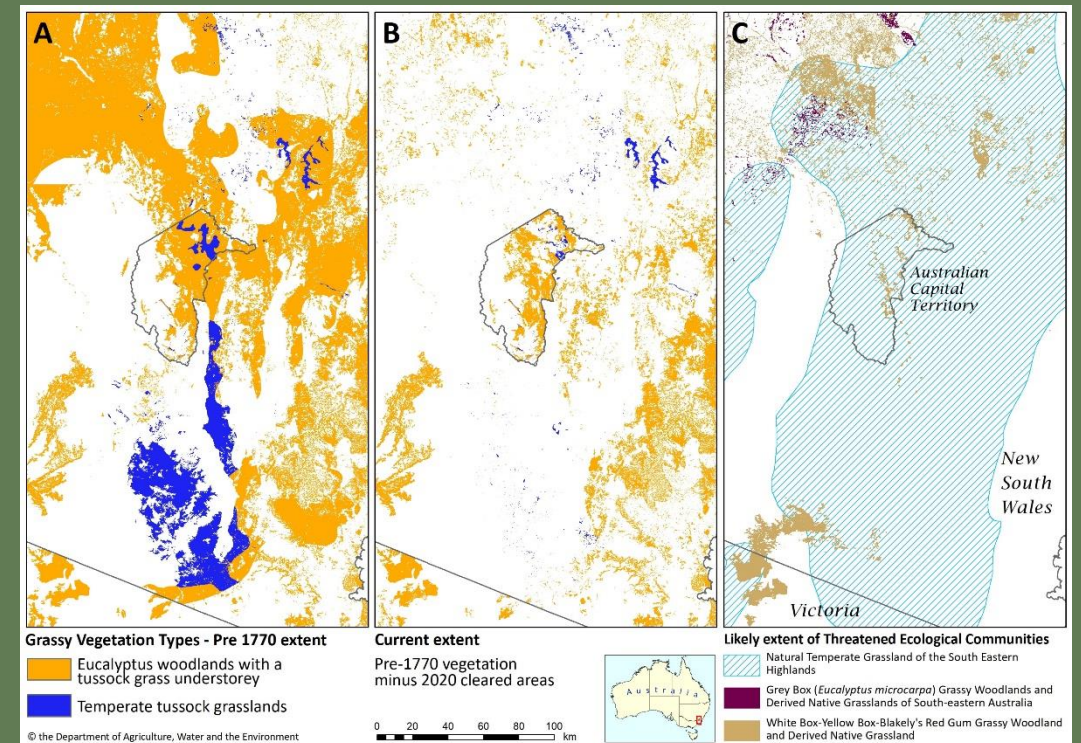 A
B
C
Australian
Capital
Territory
New
South
Wales
Victoria
Grassy Vegetation Types - Pre 1770 extent
Eucalyptus woodlands with a
tussock grass understorey
Temperate tussock grasslands
© the Department of Agriculture, Water and the Environment
Current extent
Pre-1770 vegetation
minus 2020 cleared areas
0 20 40 60 80 100
km
Australia
Likely extent of Threatened Ecological Communities
Natural Temperate Grassland of the South Eastern
Highlands
Grey Box (Eucalyptus microcarpa) Grassy Woodlands and
Derived Native Grasslands of South-eastern Australia
White Box-Yellow Box-Blakely's Red Gum Grassy Woodland
and Derived Native Grassland